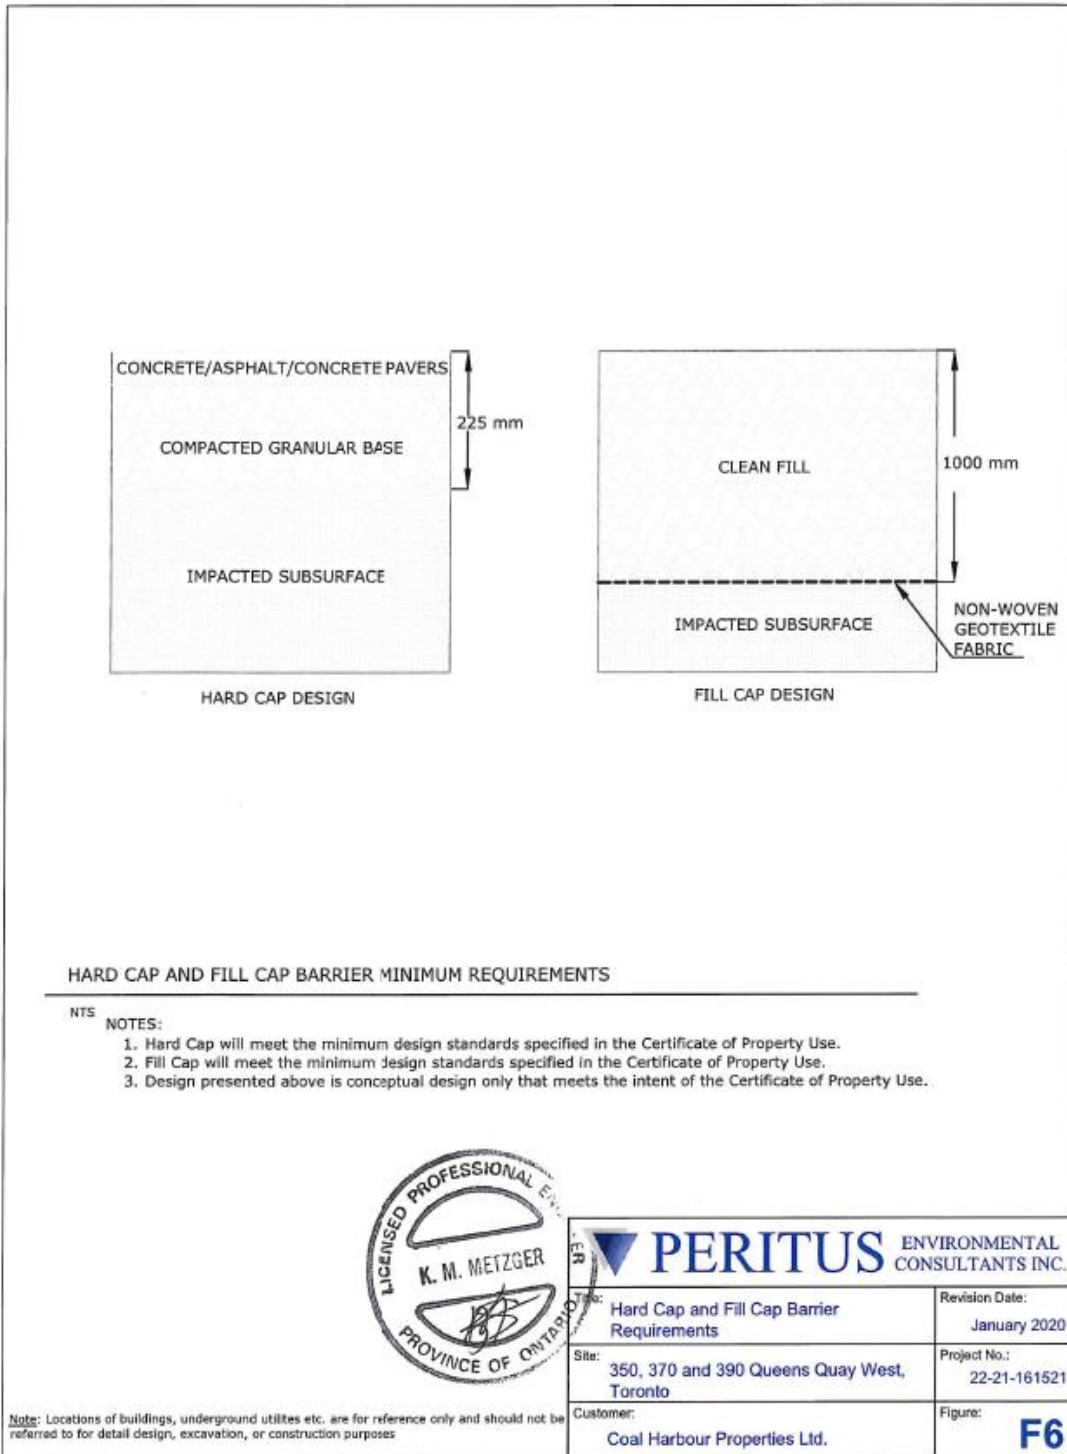 CONCRETE/ASPHALT/CONCRETE PAVERS
225 mm
COMPACTED GRANULAR BASE
IMPACTED SUBSURFACE
HARD CAP DESIGN
CLEAN FILL
1000 mm
IMPACTED SUBSURFACE
NON-WOVEN
GEOTEXTILE
FABRIC
FILL CAP DESIGN
HARD CAP AND FILL CAP BARRIER MINIMUM REQUIREMENTS
NTS
NOTES:
1. Hard Cap will meet the minimum design standards specified in the Certificate of Property Use.
2. Fill Cap will meet the minimum design standards specified in the Certificate of Property Use.
3. Design presented above is conceptual design only that meets the intent of the Certificate of Property Use.
LICENSED PROFESSIONAL
K. M. METZGER
PROVINCE OF ONTARIO
PERITUS ENVIRONMENTAL
CONSULTANTS INC.
Title:
Hard Cap and Fill Cap Barrier
Requirements
Revision Date:
January 2020
Site:
350, 370 and 390 Queens Quay West,
Toronto
Project No.:
22-21-161521
Customer:
Coal Harbour Properties Ltd.
Figure:
F6
Note: Locations of buildings, underground utilites etc. are for reference only and should not be
referred to for detail design, excavation, or construction purposes